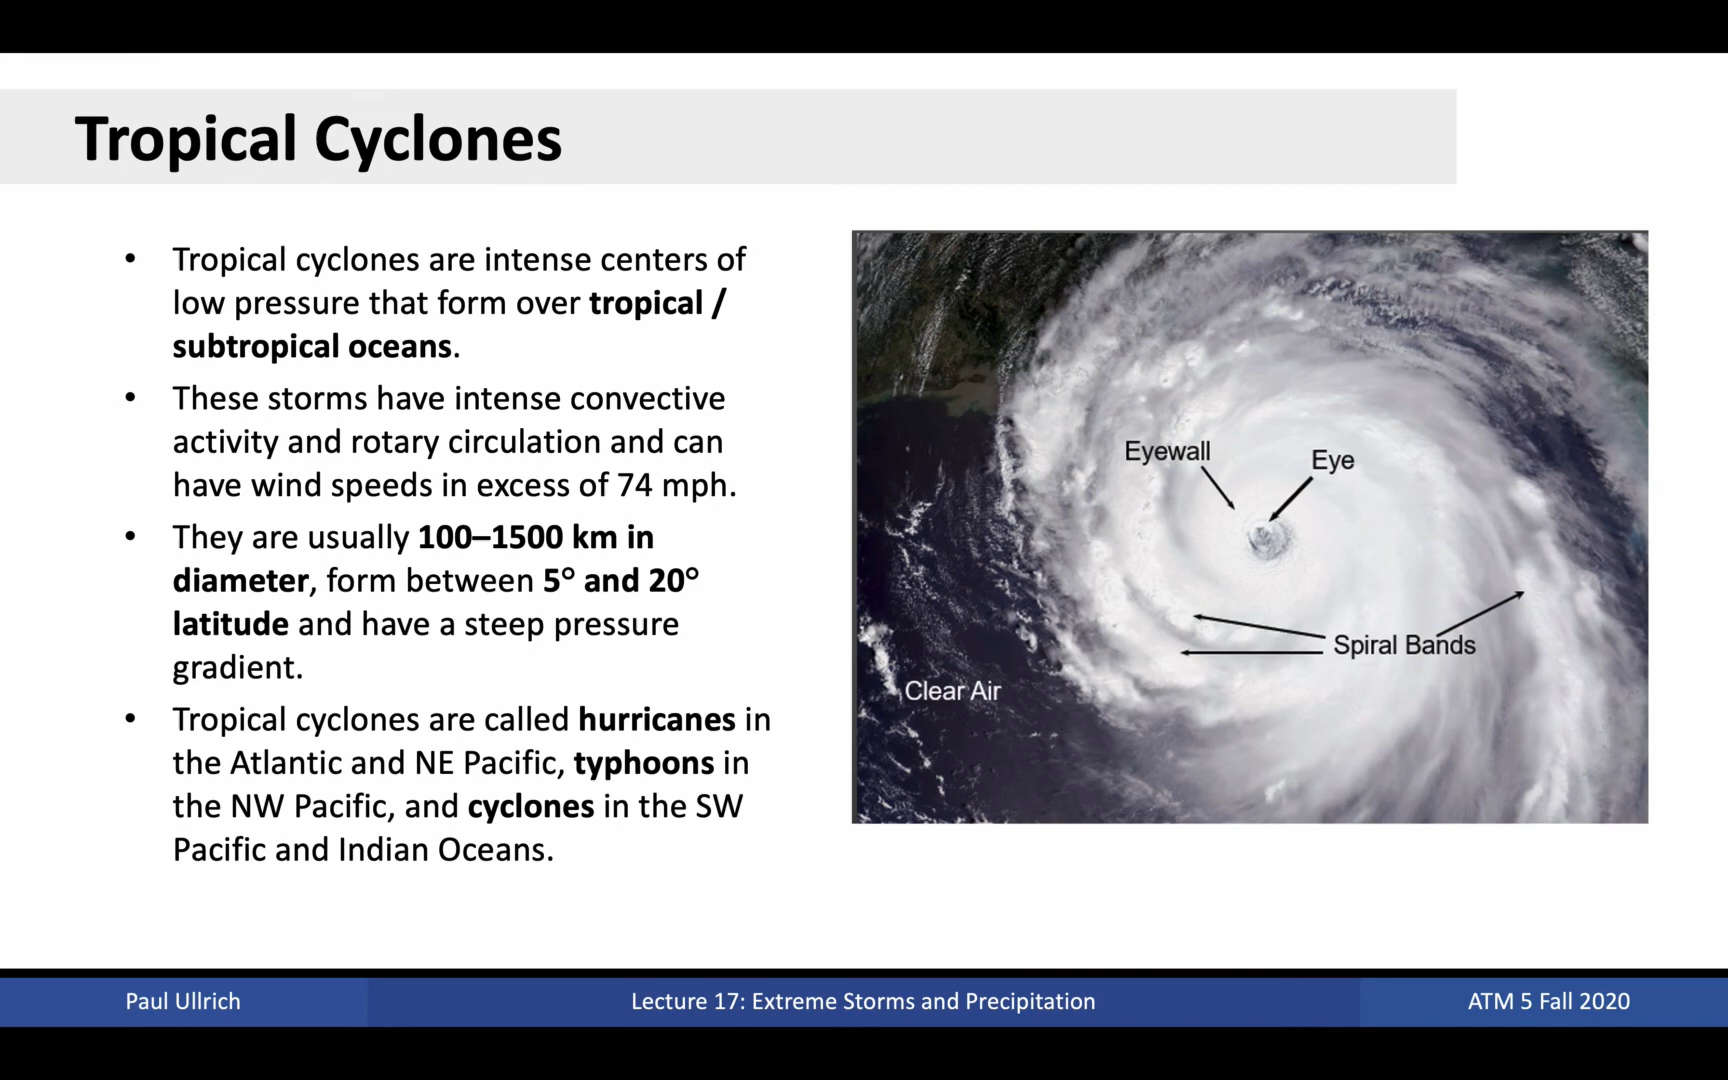 Tropical Cyclones
• Tropical cyclones are intense centers of
low pressure that form over tropical /
subtropical oceans.
• These storms have intense convective
activity and rotary circulation and can
have wind speeds in excess of 74 mph.
• They are usually 100–1500 km in
diameter, form between 5° and 20°
latitude and have a steep pressure
gradient.
• Tropical cyclones are called hurricanes in
the Atlantic and NE Pacific, typhoons in
the NW Pacific, and cyclones in the SW
Pacific and Indian Oceans.
Eyewall
Eye
Spiral Bands
Clear Air
Paul Ullrich
Lecture 17: Extreme Storms and Precipitation
ATM 5 Fall 2020